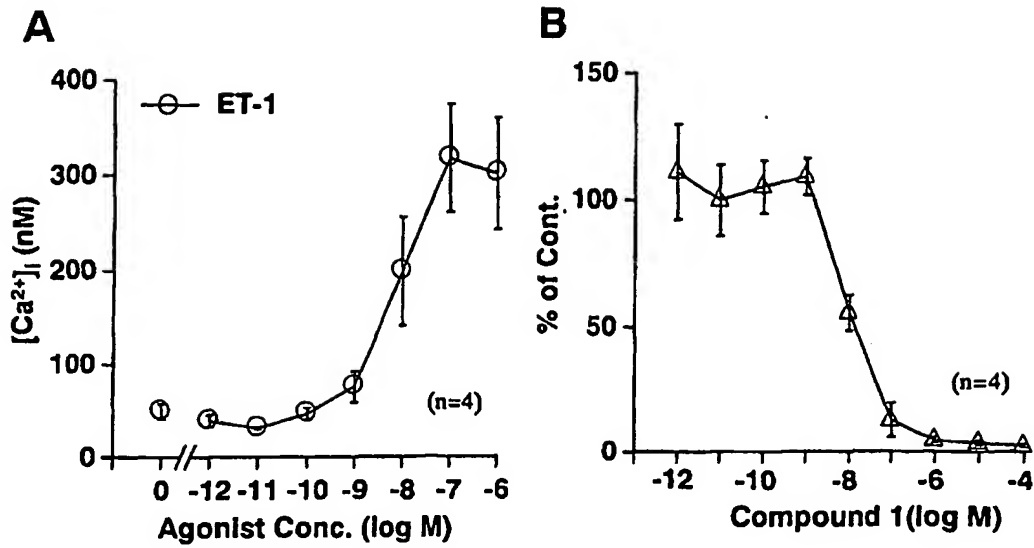 A
400
300
200
100
0
[Ca²⁺]i (nM)
ET-1
(n=4)
0 -12 -11 -10 -9 -8 -7 -6
Agonist Conc. (log M)
B
150
100
50
0
% of Cont.
(n=4)
-12 -10 -8 -6 -4
Compound 1(log M)